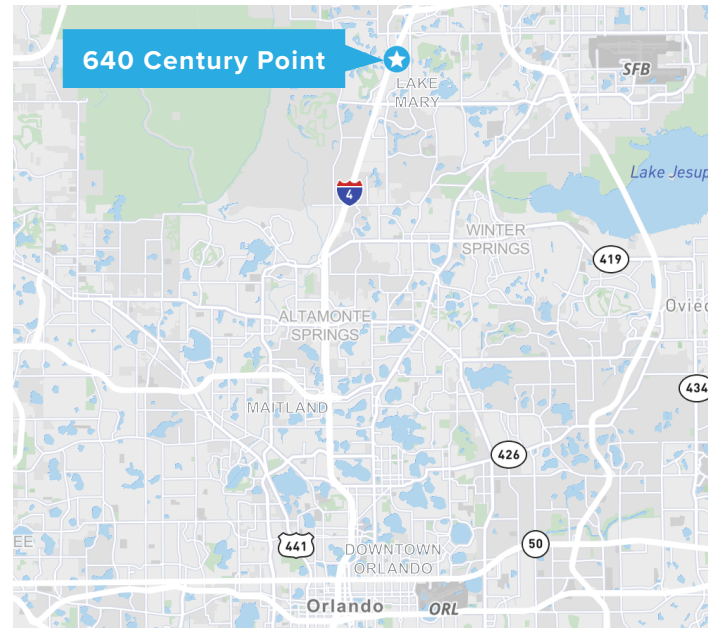 640 Century Point
SFB
LAKE
MARY
Lake Jesup
4
WINTER
SPRINGS
419
Ovied
ALTAMONTE
SPRINGS
434
MAITLAND
426
441
50
EE
DOWNTOWN
ORLANDO
Orlando
ORL